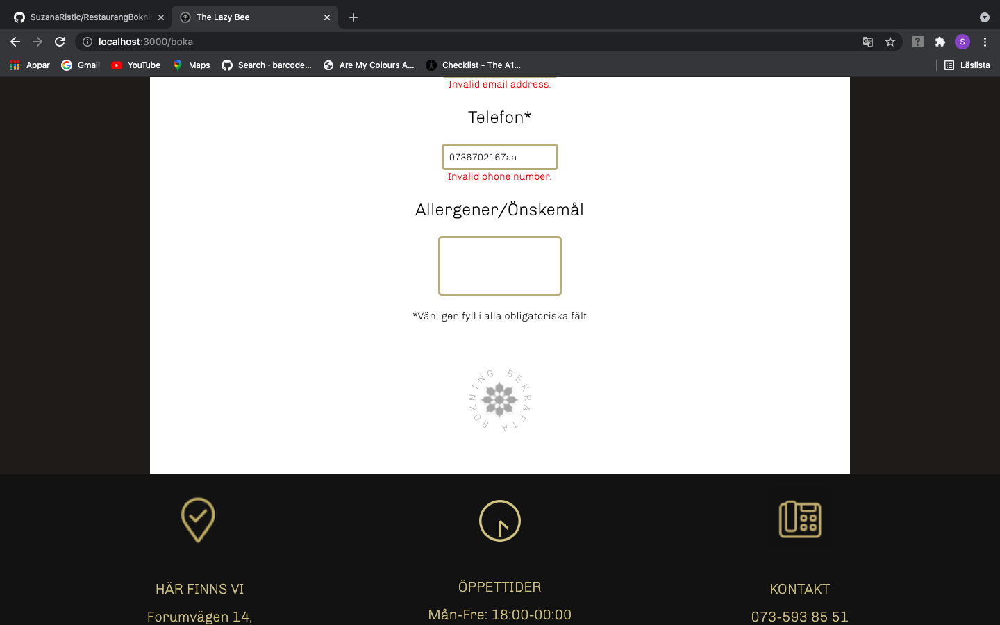 SuzanaRistic/RestaurangBokni
The Lazy Bee
localhost:3000/boka
S
Appar
Gmail
YouTube
Maps
Search · barcode...
Are My Colours A...
Checklist - The A1...
Läslista
Invalid email address.
Telefon*
0736702167aa
Invalid phone number.
Allergener/Önskemål
*Vänligen fyll i alla obligatoriska fält
BEKRÄFTA BOKNING
HÄR FINNS VI
Forumvägen 14,
ÖPPETTIDER
Mån-Fre: 18:00-00:00
KONTAKT
073-593 85 51